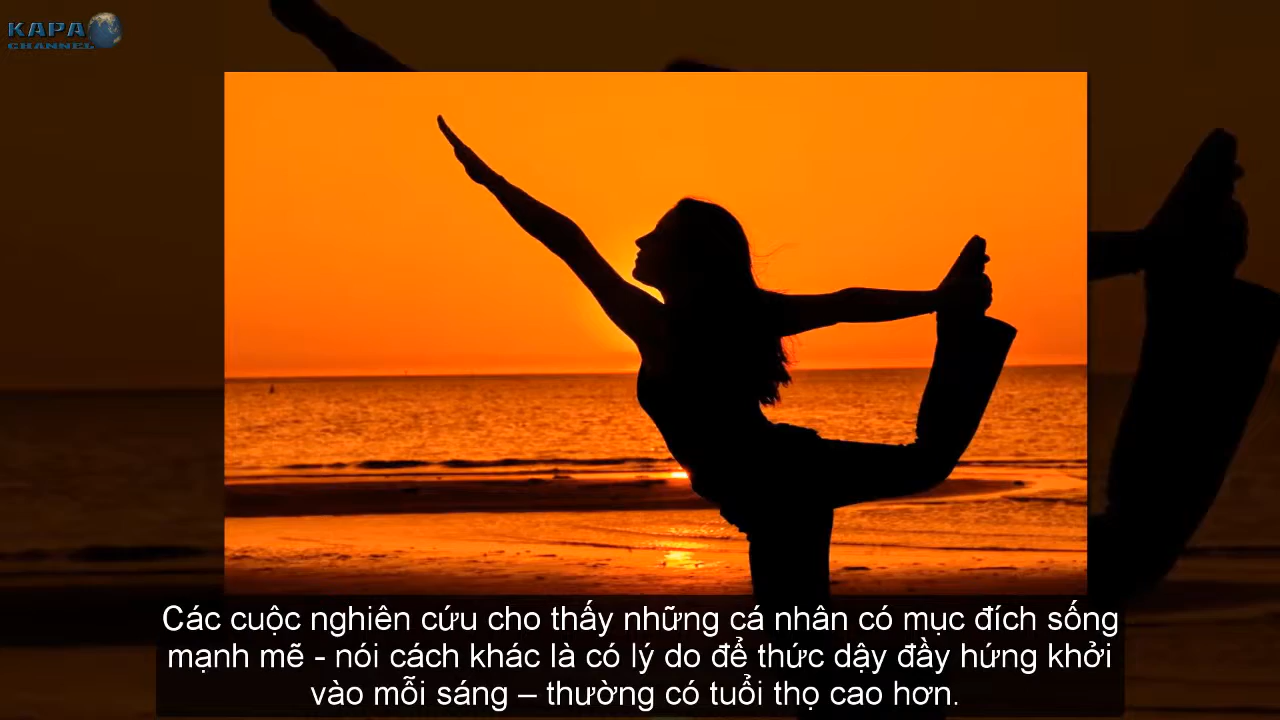 KAPA
CHANNEL
Các cuộc nghiên cứu cho thấy những cá nhân có mục đích sống
mạnh mẽ - nói cách khác là có lý do để thức dậy đầy hứng khởi
vào mỗi sáng – thường có tuổi thọ cao hơn.